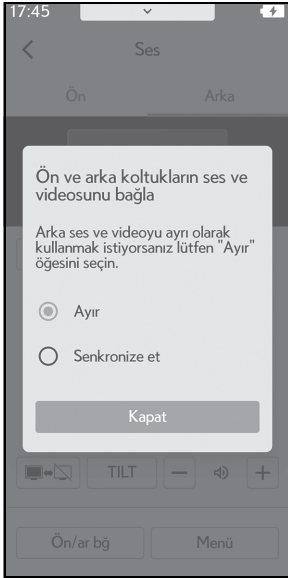 17:45
Ses
Ön Arka
Ön ve arka koltukların ses ve
videosunu bağla
Arka ses ve videoyu ayrı olarak
kullanmak istiyorsanız lütfen "Ayır"
öğesini seçin.
Ayır
Senkronize et
Kapat
TILT
Ön/ar bğ Menü